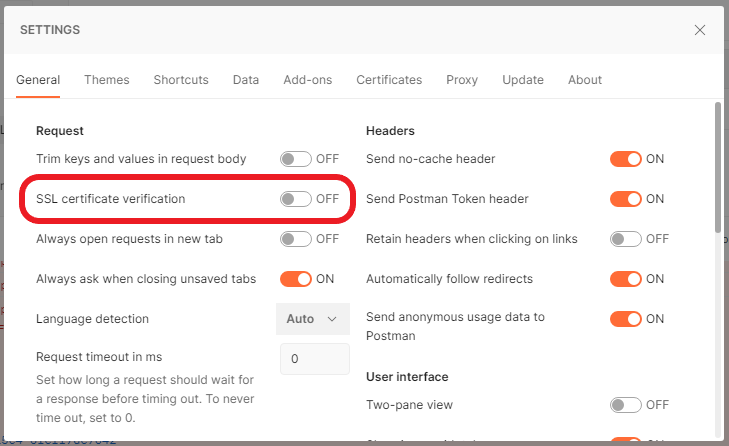 SETTINGS
General Themes Shortcuts Data Add-ons Certificates Proxy Update About
Request
Trim keys and values in request body OFF
SSL certificate verification OFF
Always open requests in new tab OFF
Always ask when closing unsaved tabs ON
Language detection Auto
Request timeout in ms 0
Set how long a request should wait for
a response before timing out. To never
time out, set to 0.
Headers
Send no-cache header ON
Send Postman Token header ON
Retain headers when clicking on links OFF
Automatically follow redirects ON
Send anonymous usage data to ON
Postman
User interface
Two-pane view OFF